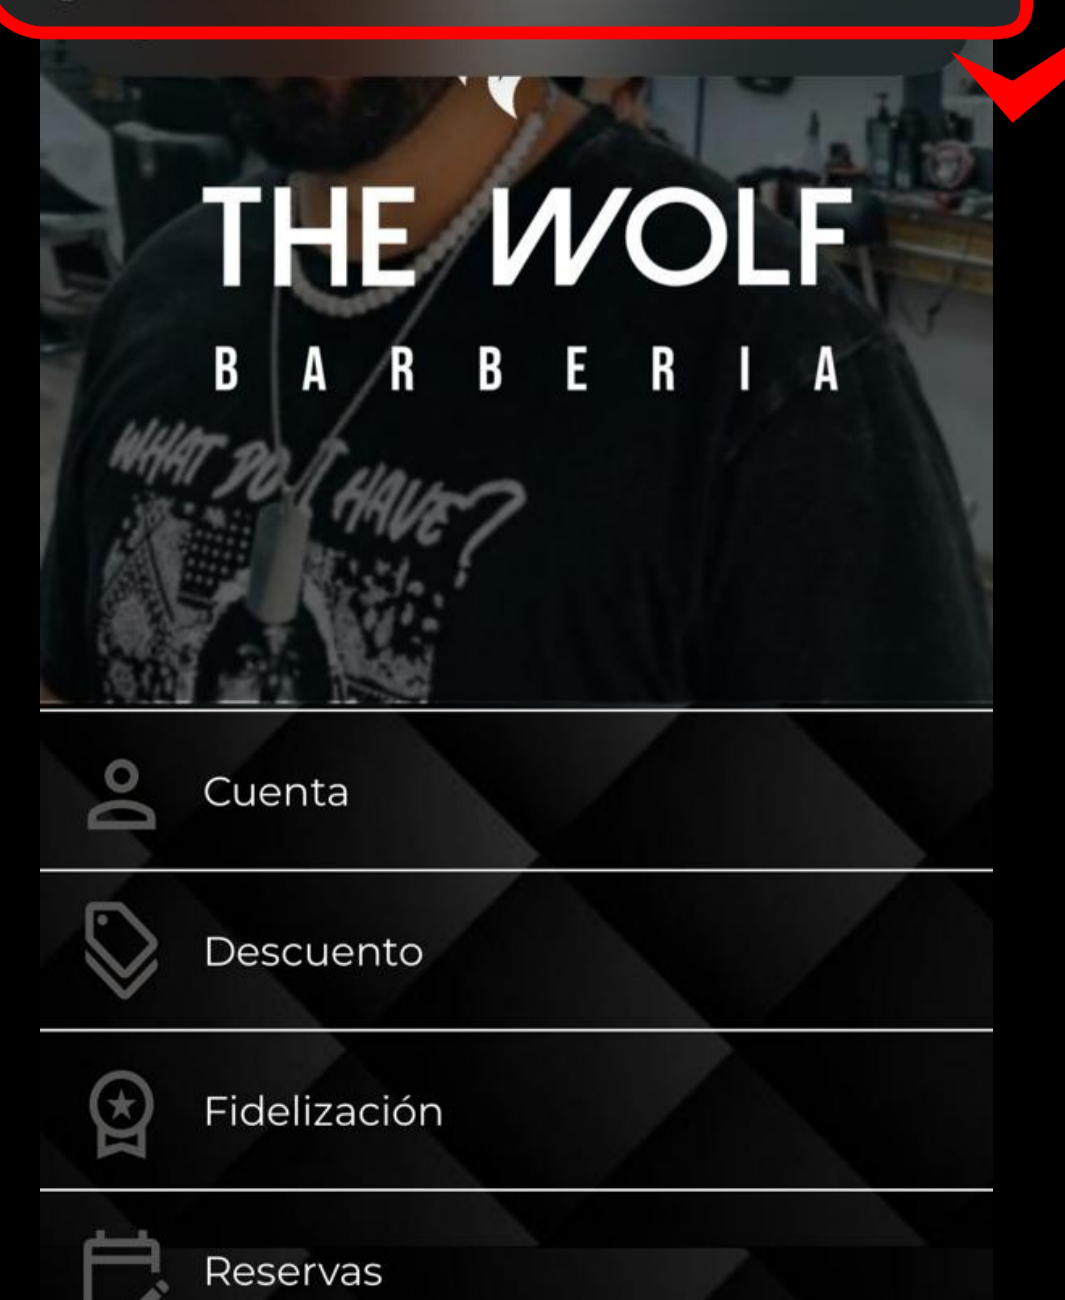 THE WOLF
BARBERIA
WHAT DO I HAVE?
Cuenta
Descuento
Fidelización
Reservas